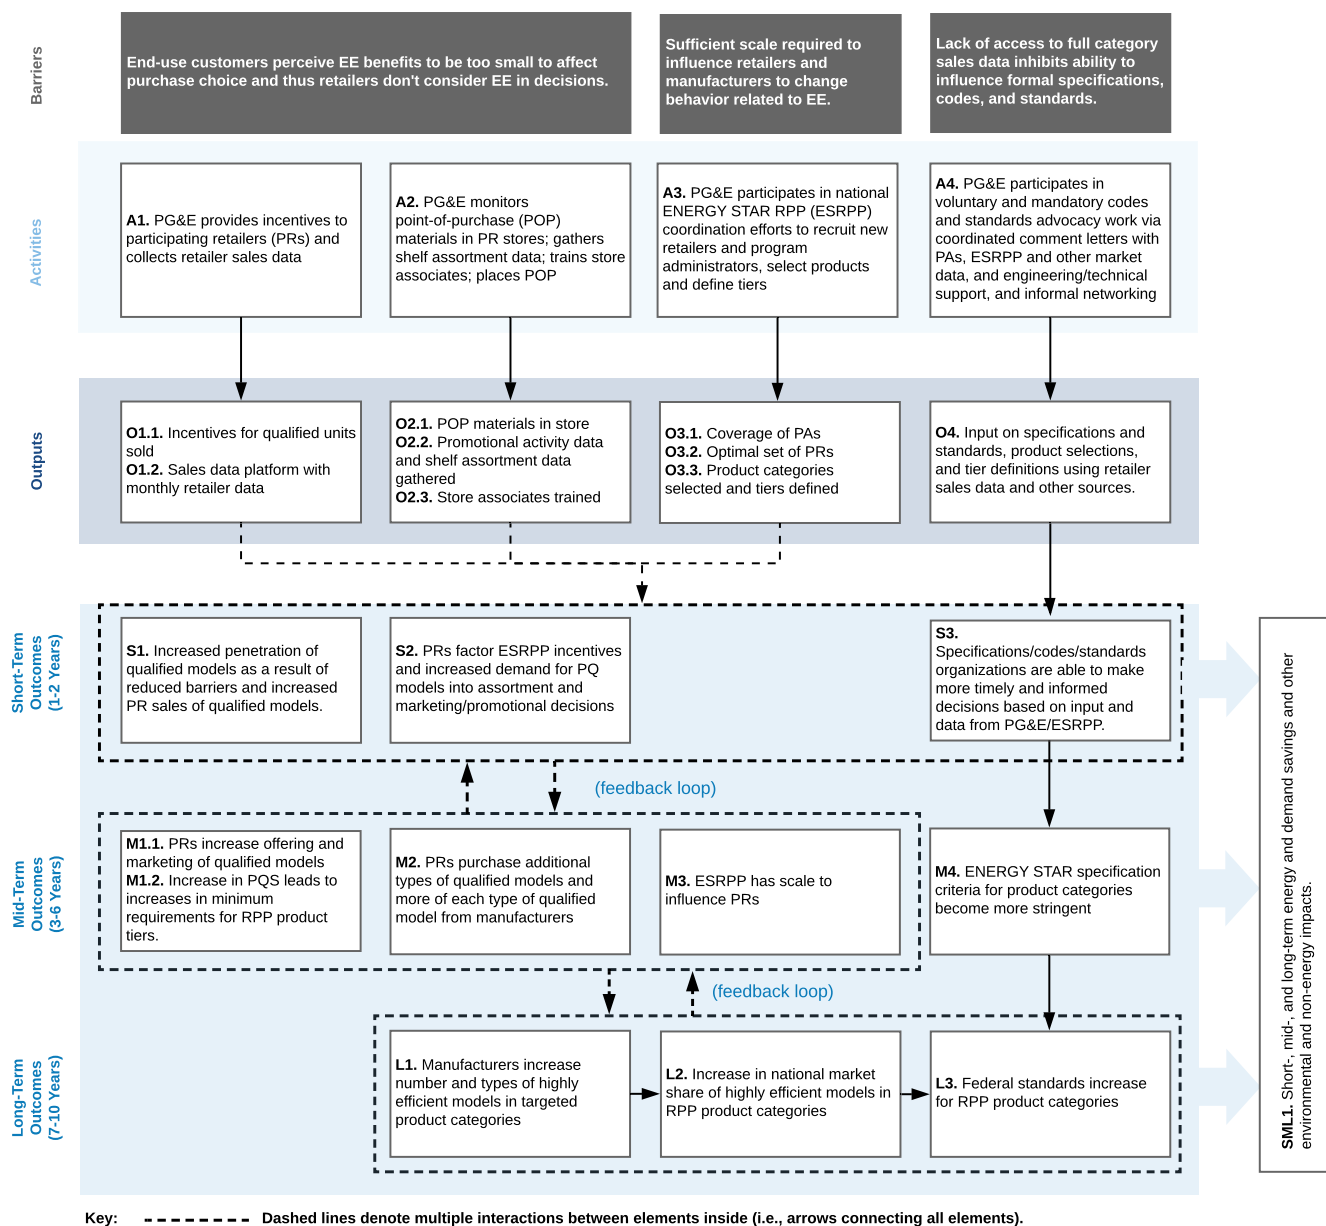 Barriers
End-use customers perceive EE benefits to be too small to affect
purchase choice and thus retailers don't consider EE in decisions.
Sufficient scale required to
influence retailers and
manufacturers to change
behavior related to EE.
Lack of access to full category
sales data inhibits ability to
influence formal specifications,
codes, and standards.
Activities
A1. PG&E provides incentives to
participating retailers (PRs) and
collects retailer sales data
A2. PG&E monitors
point-of-purchase (POP)
materials in PR stores; gathers
shelf assortment data; trains store
associates; places POP
A3. PG&E participates in national
ENERGY STAR RPP (ESRPP)
coordination efforts to recruit new
retailers and program
administrators, select products
and define tiers
A4. PG&E participates in
voluntary and mandatory codes
and standards advocacy work via
coordinated comment letters with
PAs, ESRPP and other market
data, and engineering/technical
support, and informal networking
Outputs
O1.1. Incentives for qualified units
sold
O1.2. Sales data platform with
monthly retailer data
O2.1. POP materials in store
O2.2. Promotional activity data
and shelf assortment data
gathered
O2.3. Store associates trained
O3.1. Coverage of PAs
O3.2. Optimal set of PRs
O3.3. Product categories
selected and tiers defined
O4. Input on specifications and
standards, product selections,
and tier definitions using retailer
sales data and other sources.
Short-Term
Outcomes
(1-2 Years)
S1. Increased penetration of
qualified models as a result of
reduced barriers and increased
PR sales of qualified models.
S2. PRs factor ESRPP incentives
and increased demand for PQ
models into assortment and
marketing/promotional decisions
S3.
Specifications/codes/standards
organizations are able to make
more timely and informed
decisions based on input and
data from PG&E/ESRPP.
(feedback loop)
Mid-Term
Outcomes
(3-6 Years)
M1.1. PRs increase offering and
marketing of qualified models
M1.2. Increase in PQS leads to
increases in minimum
requirements for RPP product
tiers.
M2. PRs purchase additional
types of qualified models and
more of each type of qualified
model from manufacturers
M3. ESRPP has scale to
influence PRs
M4. ENERGY STAR specification
criteria for product categories
become more stringent
(feedback loop)
Long-Term
Outcomes
(7-10 Years)
L1. Manufacturers increase
number and types of highly
efficient models in targeted
product categories
L2. Increase in national market
share of highly efficient models in
RPP product categories
L3. Federal standards increase
for RPP product categories
SML1. Short-, mid-, and long-term energy and demand savings and other
environmental and non-energy impacts.
Key: Dashed lines denote multiple interactions between elements inside (i.e., arrows connecting all elements).